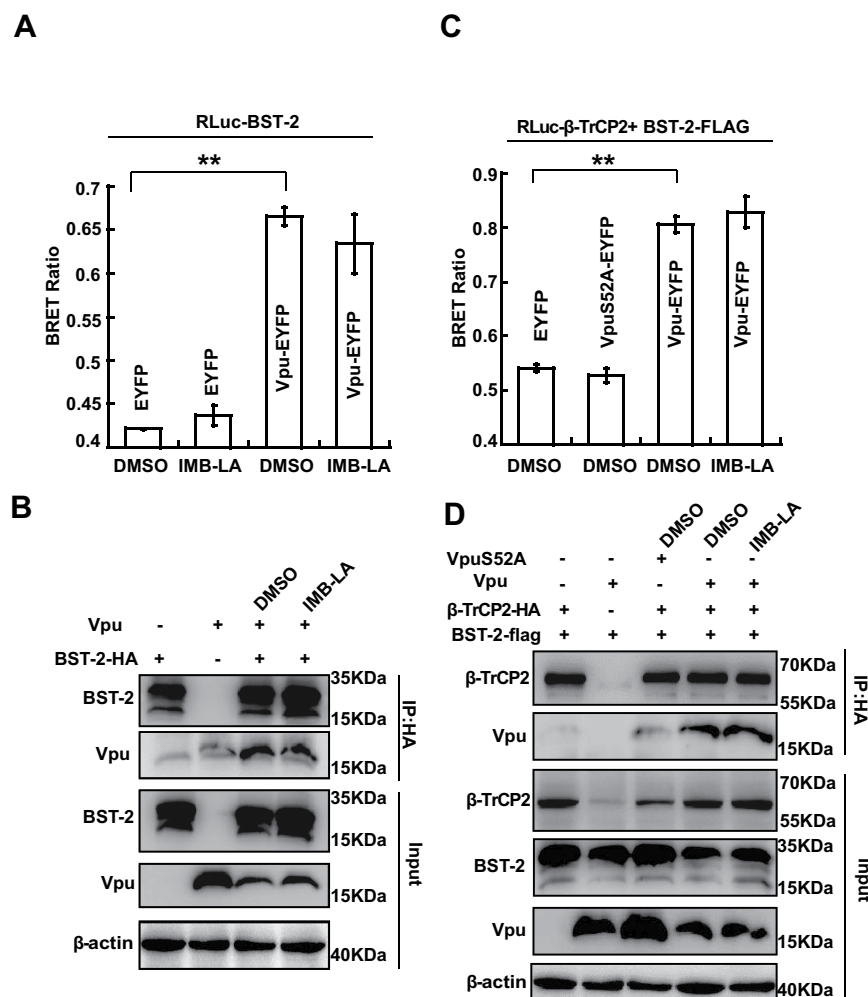 A
RLuc-BST-2
**
0.7
0.65
0.6
0.55
0.5
0.45
0.4
BRET Ratio
EYFP
EYFP
Vpu-EYFP
Vpu-EYFP
DMSO IMB-LA DMSO IMB-LA
C
RLuc-β-TrCP2+ BST-2-FLAG
**
0.9
0.8
0.7
0.6
0.5
0.4
BRET Ratio
EYFP
VpuS52A-EYFP
Vpu-EYFP
Vpu-EYFP
DMSO DMSO DMSO IMB-LA
B
DMSO
IMB-LA
Vpu - + + +
BST-2-HA + - + +
BST-2
35KDa
15KDa
Vpu
15KDa
IP:HA
BST-2
35KDa
15KDa
Vpu
15KDa
β-actin
40KDa
Input
D
DMSO
DMSO
IMB-LA
VpuS52A - - + - -
Vpu - + - + +
β-TrCP2-HA + - + + +
BST-2-flag + + + + +
β-TrCP2
70KDa
55KDa
Vpu
15KDa
IP:HA
β-TrCP2
70KDa
55KDa
BST-2
35KDa
15KDa
Vpu
15KDa
β-actin
40KDa
Input